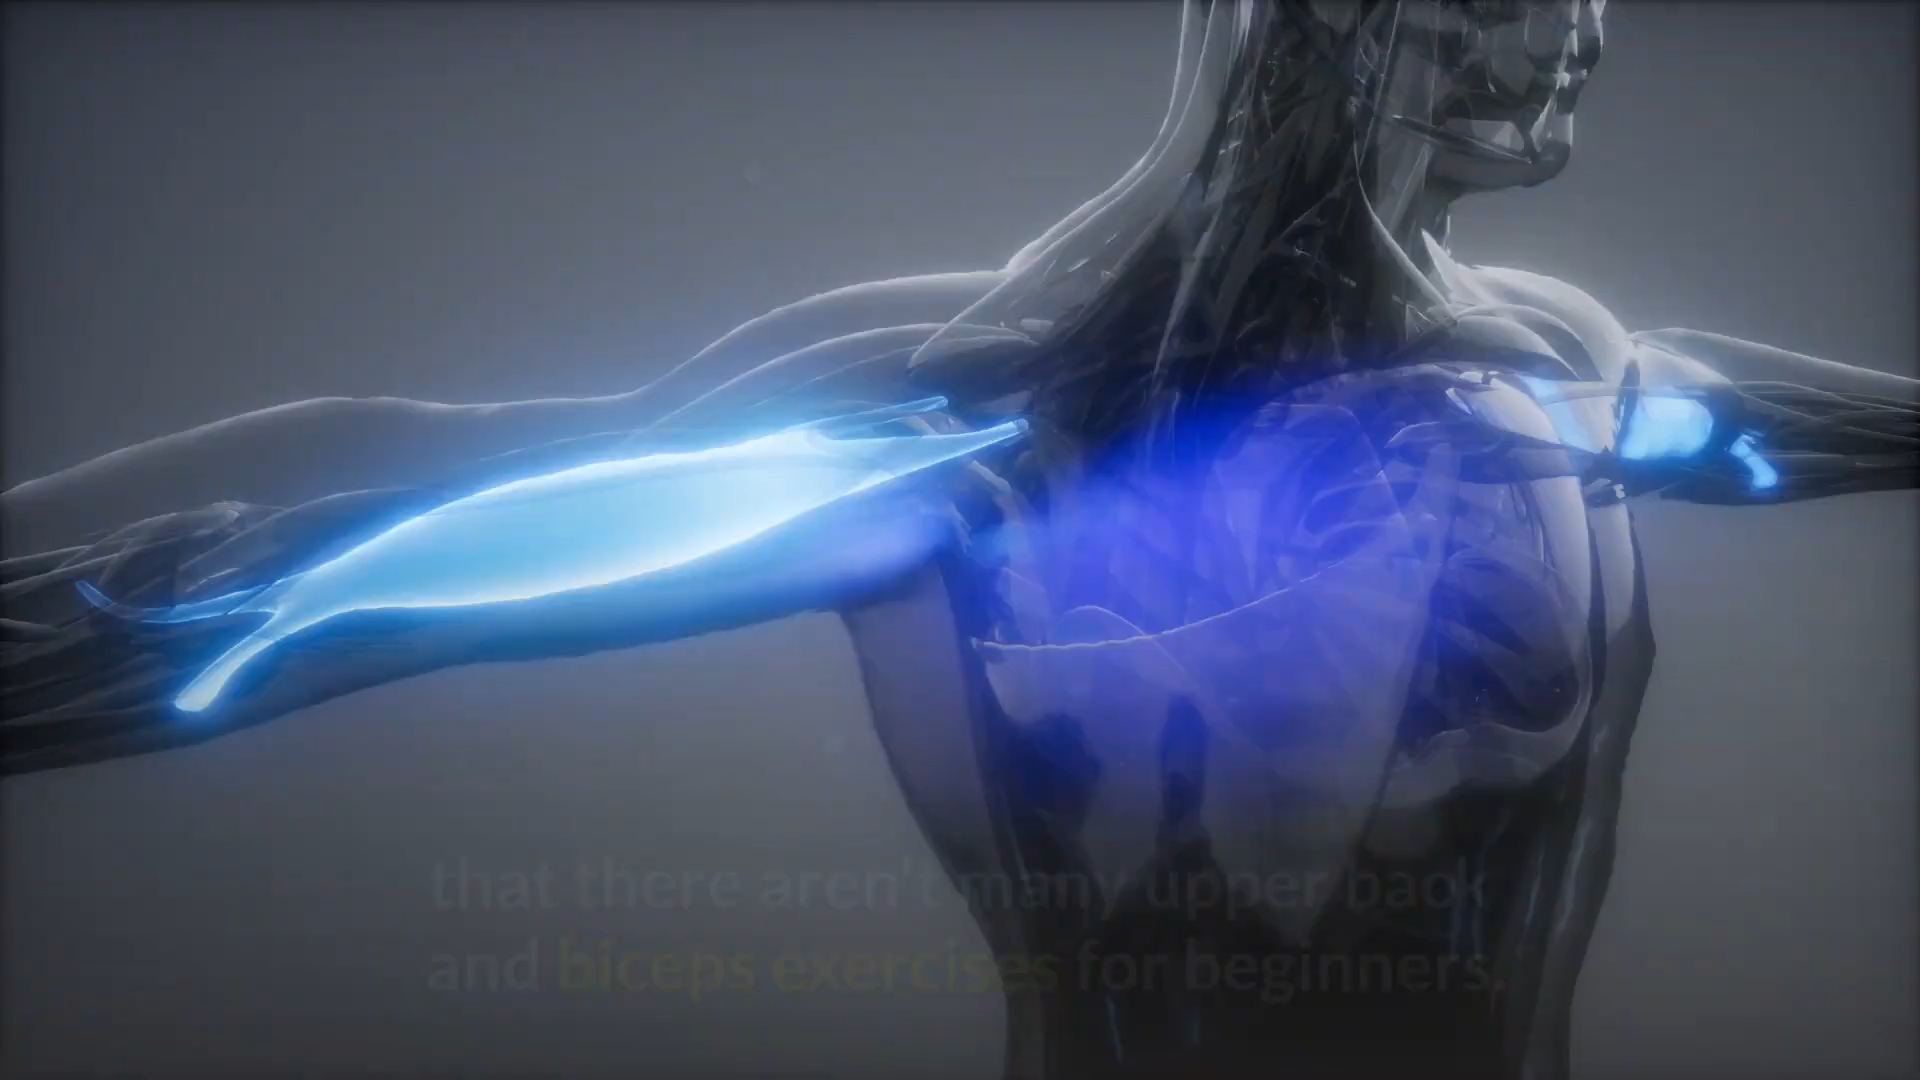 that there aren't many upper back
and biceps exercises for beginners.